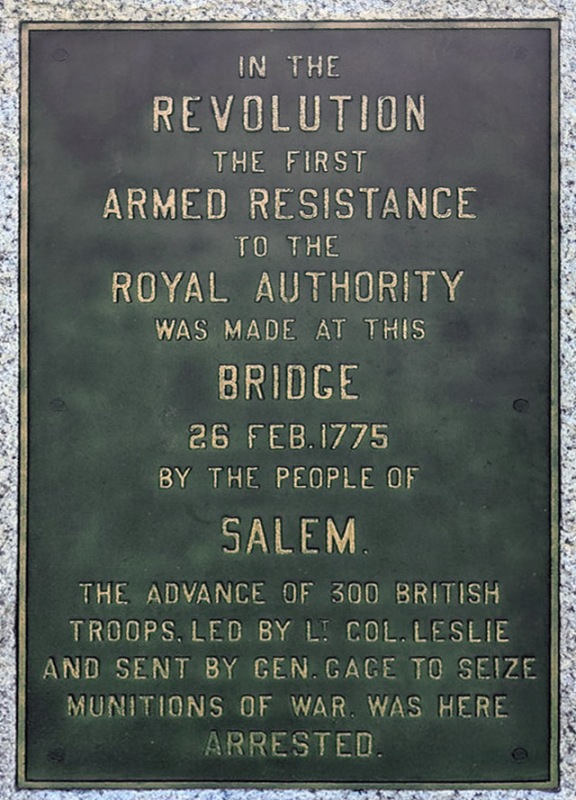 IN THE
REVOLUTION
THE FIRST
ARMED RESISTANCE
TO THE
ROYAL AUTHORITY
WAS MADE AT THIS
BRIDGE
26 FEB. 1775
BY THE PEOPLE OF
SALEM.
THE ADVANCE OF 300 BRITISH
TROOPS, LED BY LT. COL. LESLIE
AND SENT BY GEN. GAGE TO SEIZE
MUNITIONS OF WAR, WAS HERE
ARRESTED.